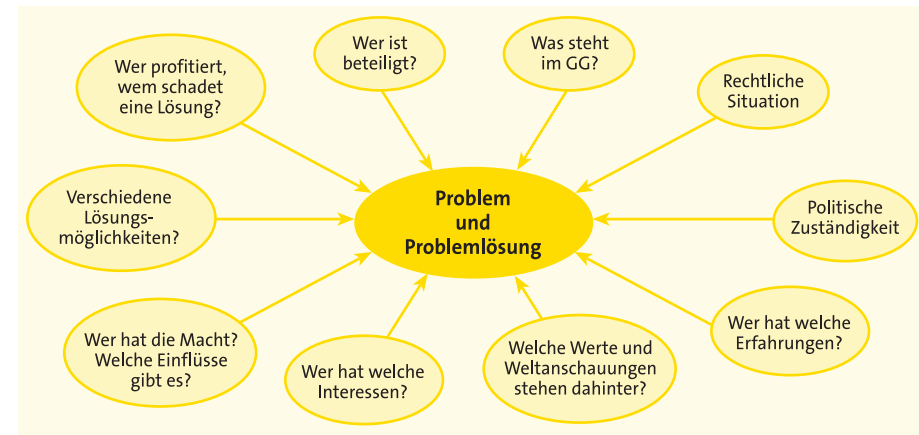 Wer profitiert,
wem schadet
eine Lösung?
Wer ist
beteiligt?
Was steht
im GG?
Rechtliche
Situation
Verschiedene
Lösungs-
möglichkeiten?
Problem
und
Problemlösung
Politische
Zuständigkeit
Wer hat die Macht?
Welche Einflüsse
gibt es?
Wer hat welche
Interessen?
Welche Werte und
Weltanschauungen
stehen dahinter?
Wer hat welche
Erfahrungen?